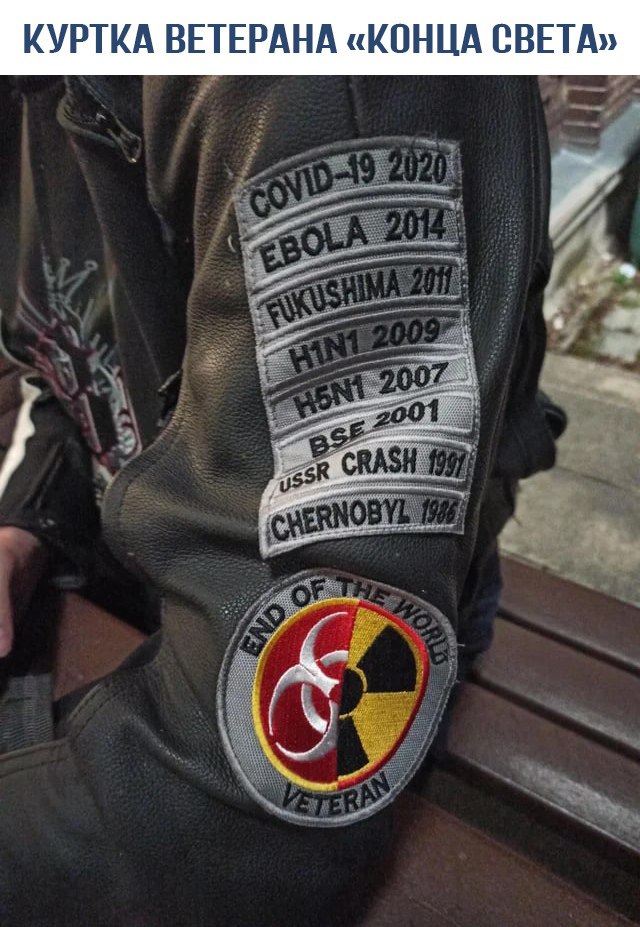 КУРТКА ВЕТЕРАНА «КОНЦА СВЕТА»
COVID-19 2020
EBOLA 2014
FUKUSHIMA 2011
H1N1 2009
H5N1 2007
BSE 2001
USSR CRASH 1991
CHERNOBYL 1986
END OF THE WORLD
VETERAN